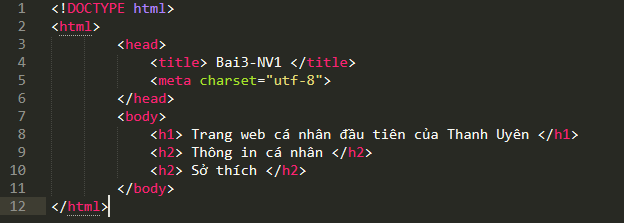 1 <!DOCTYPE html>
2 <html>
3 <head>
4 <title> Bai3-NV1 </title>
5 <meta charset="utf-8">
6 </head>
7 <body>
8 <h1> Trang web cá nhân đầu tiên của Thanh Uyên </h1>
9 <h2> Thông in cá nhân </h2>
10 <h2> Sở thích </h2>
11 </body>
12 </html>